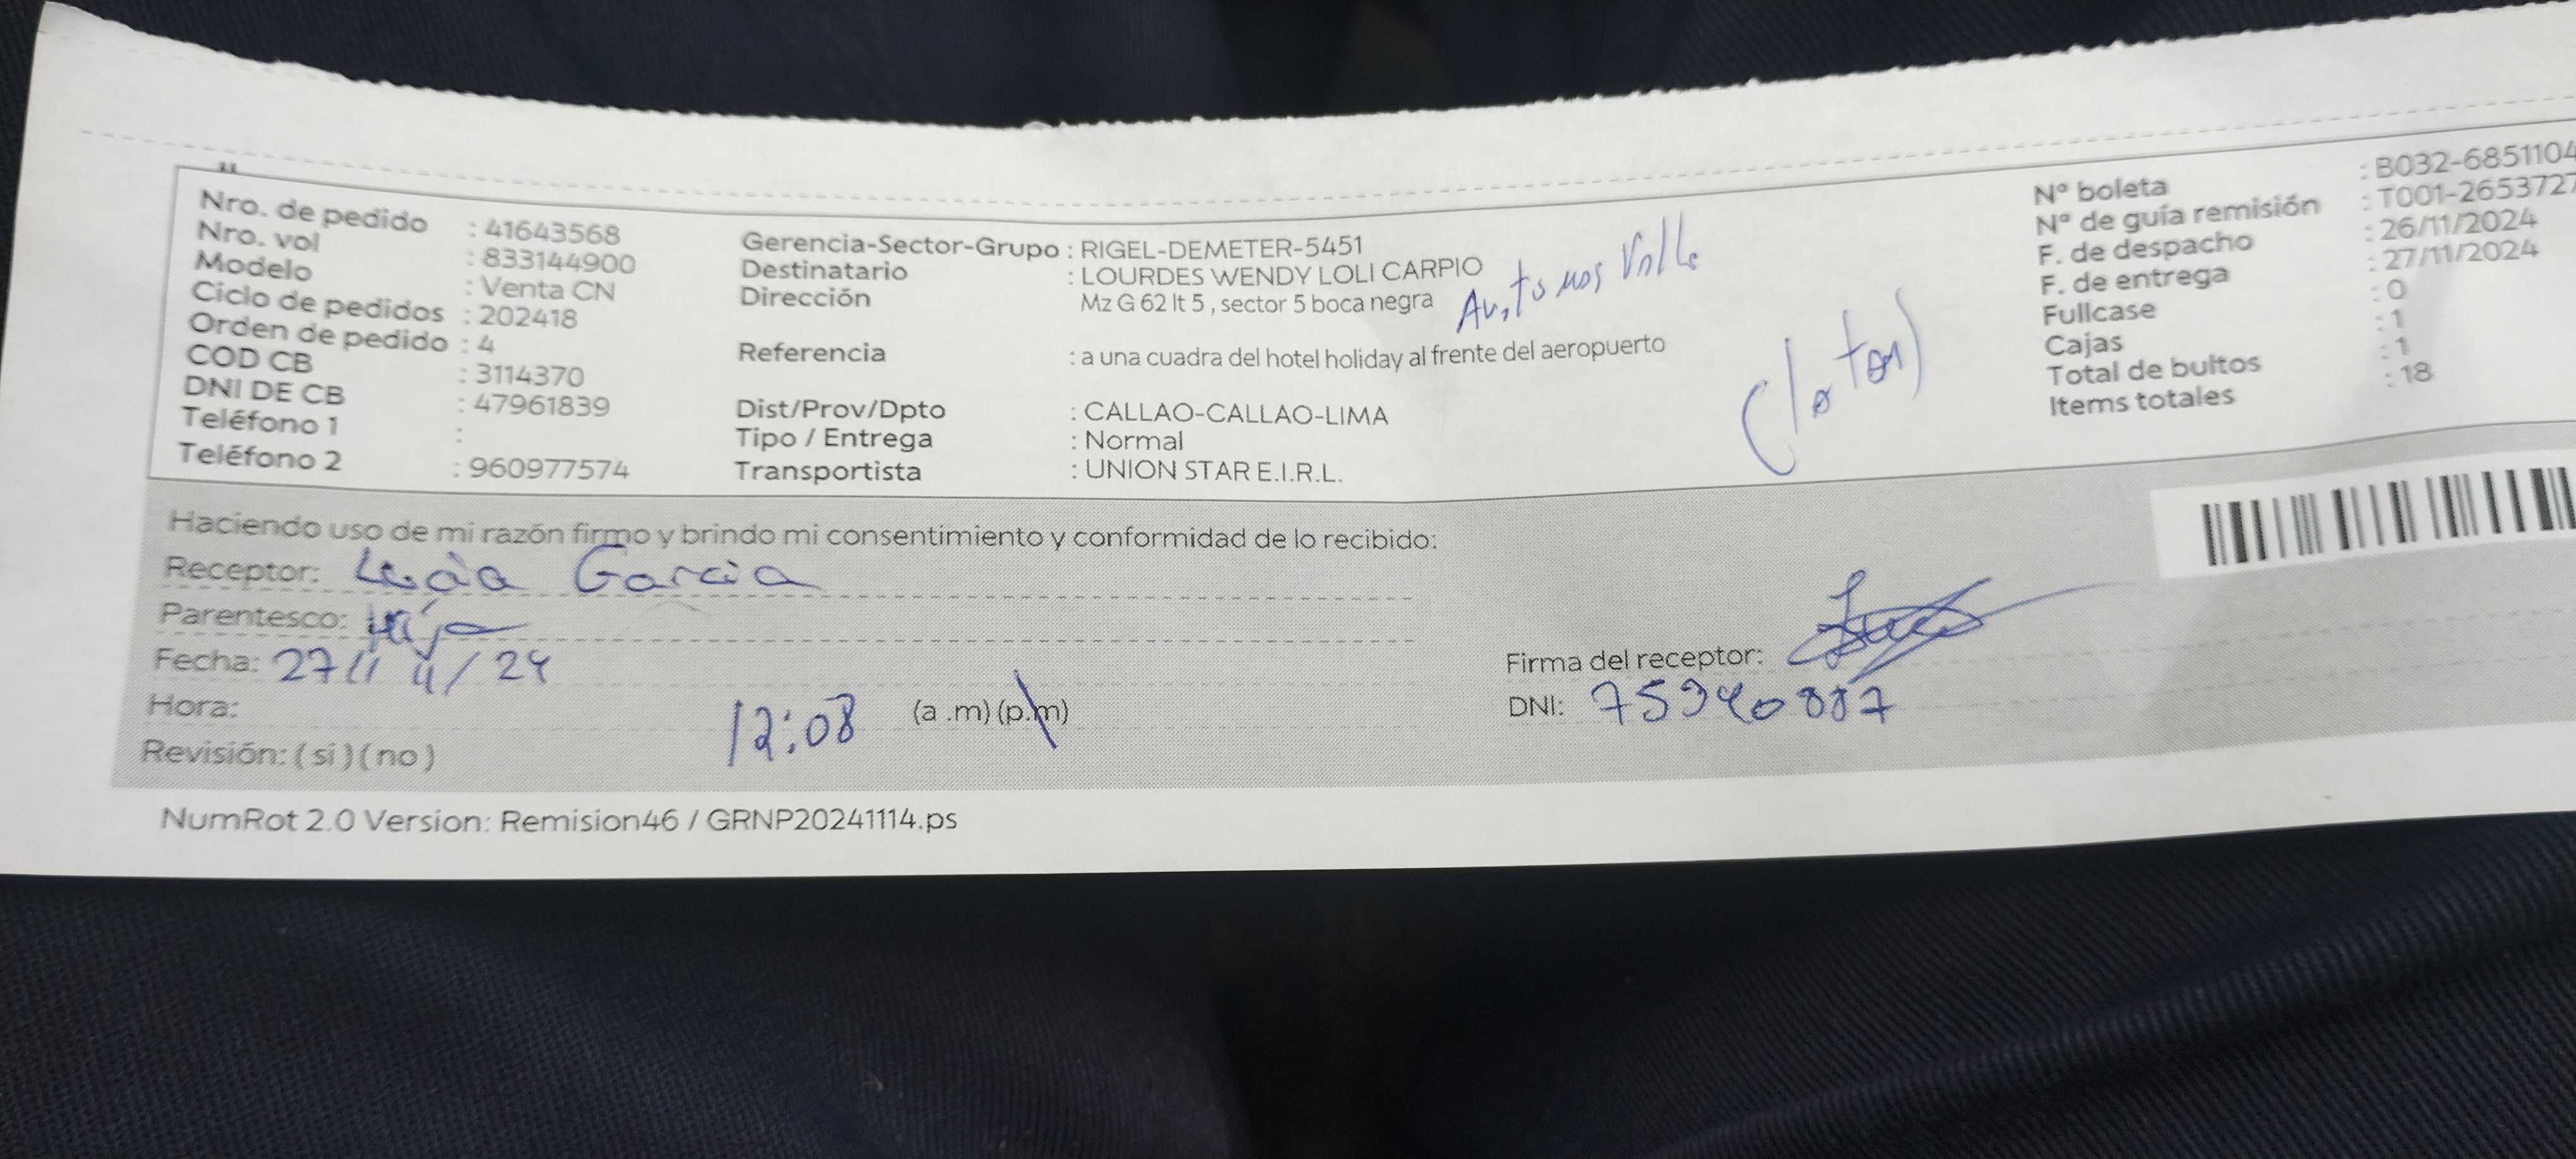 Nro. de pedido : 41643568
Nro. vol : 833144900
Modelo : Venta CN
Ciclo de pedidos : 202418
Orden de pedido : 4
COD CB : 3114370
DNI DE CB : 47961839
Teléfono 1 :
Teléfono 2 : 960977574
Gerencia-Sector-Grupo : RIGEL-DEMETER-5451
Destinatario : LOURDES WENDY LOLI CARPIO
Dirección Mz G 62 lt 5 , sector 5 boca negra
Referencia : a una cuadra del hotel holiday al frente del aeropuerto
Dist/Prov/Dpto : CALLAO-CALLAO-LIMA
Tipo / Entrega : Normal
Transportista : UNION STAR E.I.R.L.
Nº boleta : B032-6851104
Nº de guía remisión : T001-2653727
F. de despacho : 26/11/2024
F. de entrega : 27/11/2024
Fullcase : 0
Cajas : 1
Total de bultos : 1
Items totales : 18
Haciendo uso de mi razón firmo y brindo mi consentimiento y conformidad de lo recibido:
Receptor: Garcia
Parentesco: Hija
Fecha: 27/11/24
Hora: 12:08 (a .m) (p.m)
Revisión: ( si ) ( no )
Firma del receptor:
DNI:
NumRot 2.0 Version: Remision46 / GRNP20241114.ps